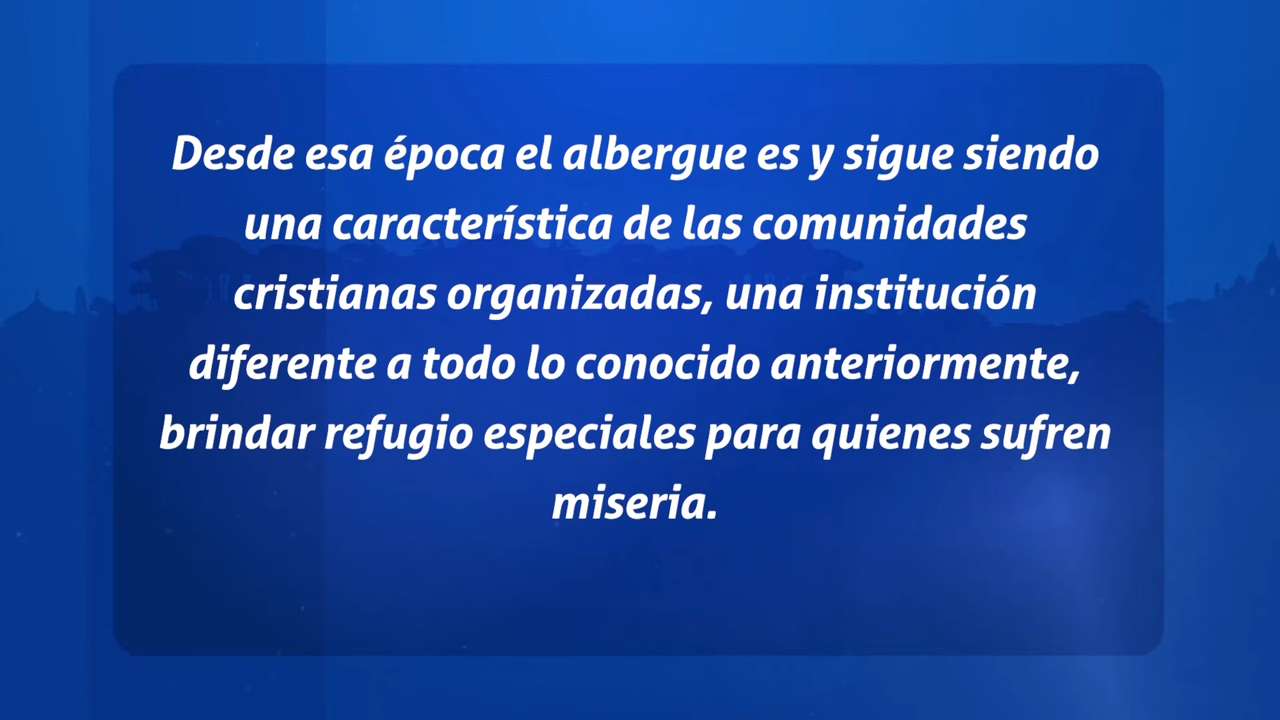 Desde esa época el albergue es y sigue siendo
una característica de las comunidades
cristianas organizadas, una institución
diferente a todo lo conocido anteriormente,
brindar refugio especiales para quienes sufren
miseria.